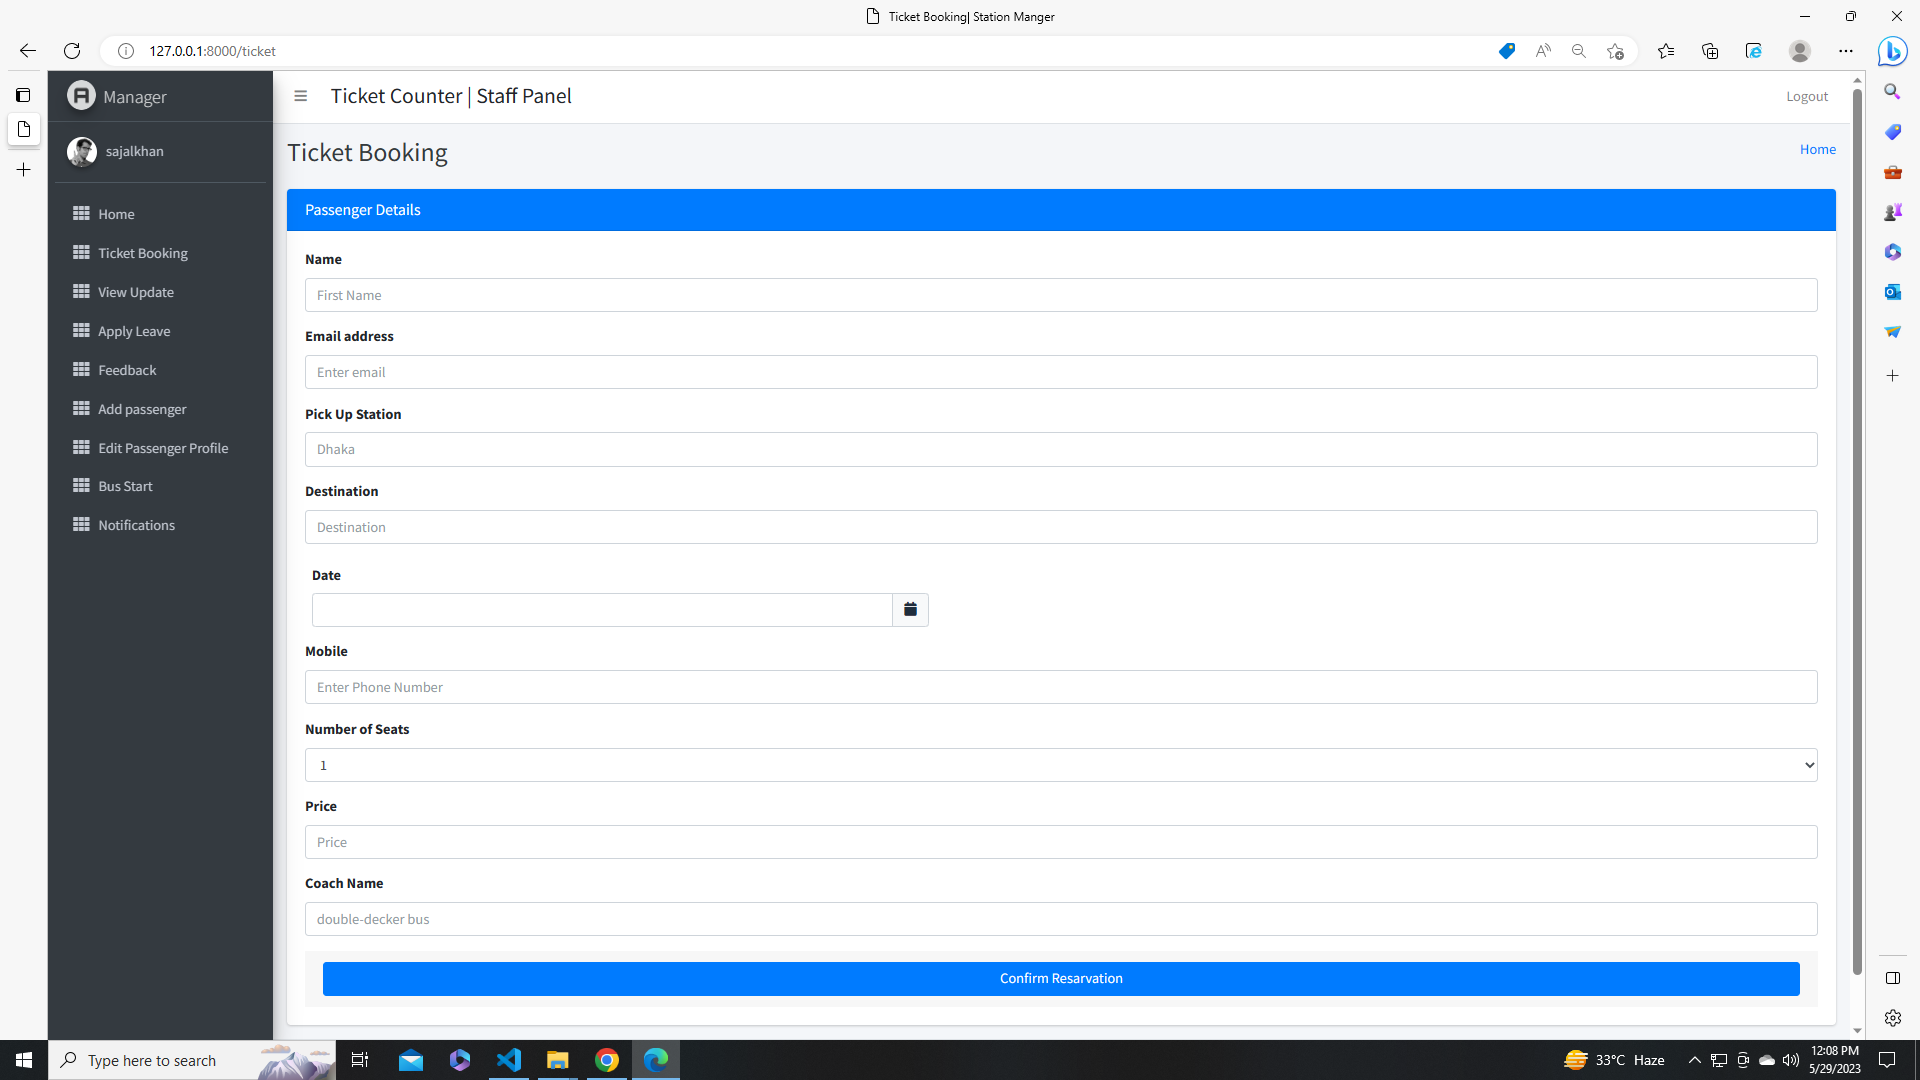 Ticket Booking| Station Manger
127.0.0.1:8000/ticket
Manager
Ticket Counter | Staff Panel
Logout
sajalkhan
Ticket Booking
Home
Home
Ticket Booking
View Update
Apply Leave
Feedback
Add passenger
Edit Passenger Profile
Bus Start
Notifications
Passenger Details
Name
First Name
Email address
Enter email
Pick Up Station
Dhaka
Destination
Destination
Date
Mobile
Enter Phone Number
Number of Seats
1
Price
Price
Coach Name
double-decker bus
Confirm Resarvation
Type here to search
33°C Haze
12:08 PM
5/29/2023